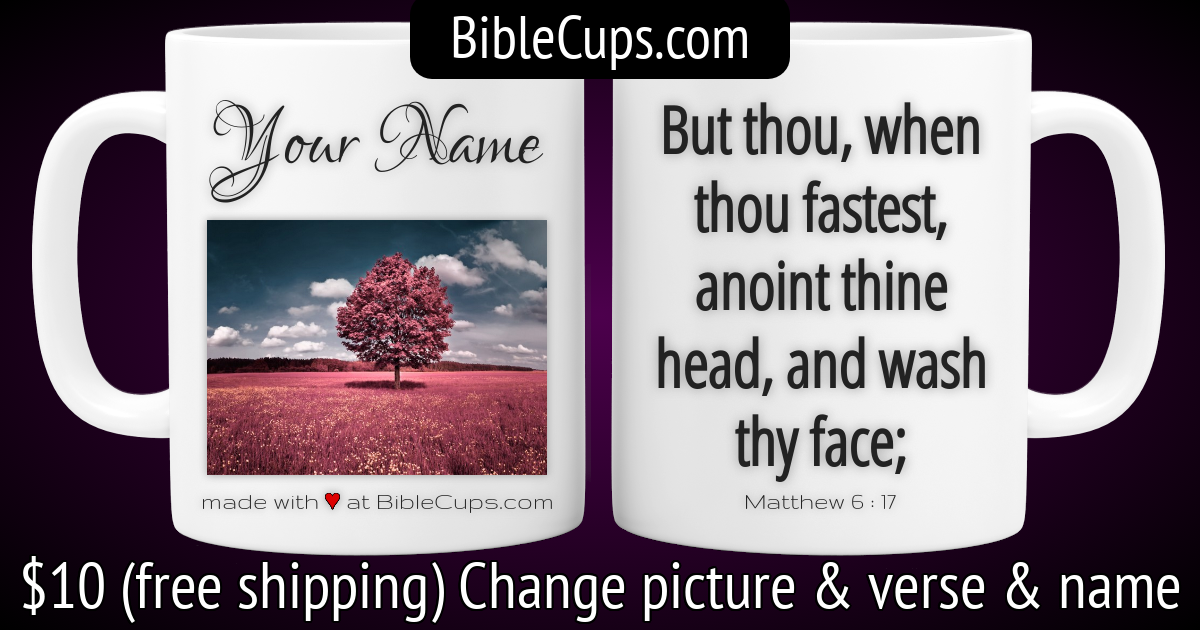 BibleCups.com
Your Name
made with ♥ at BibleCups.com
But thou, when
thou fastest,
anoint thine
head, and wash
thy face;
Matthew 6 : 17
$10 (free shipping) Change picture & verse & name